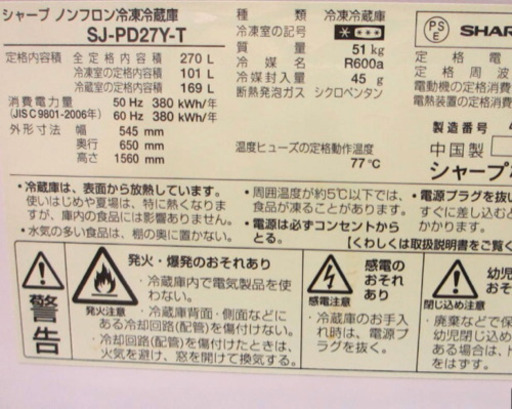 シャープ ノンフロン冷凍冷蔵庫
SJ-PD27Y-T
定格内容積 全定格内容積 270 L
冷凍室の定格内容積 101 L
冷蔵室の定格内容積 169 L
消費電力量 50 Hz 380 kWh/年
(JIS C 9801-2006年) 60 Hz 380 kWh/年
外形寸法 幅 545 mm
奥行 650 mm
高さ 1560 mm
種類 冷凍冷蔵庫
冷凍室の記号
質量 51 kg
冷媒名 R600a
冷媒封入量 45 g
断熱発泡ガス シクロペンタン
温度ヒューズの定格動作温度
77℃
PS
E
SHAR
定格電
定格周波
電動機の定格消費
電熱装置の定格消費
製造番号
中国製
シャープ
・冷蔵庫は、表面から放熱しています。
使いはじめや夏場は、特に熱くなりま
すが、庫内の食品には影響ありません。
・水気の多い食品は、棚の奥に置かない。
・周囲温度が約5℃以下では、
食品が凍ることがあります。
・電源は必ずコンセントから
とる。
・電源プラグを抜い
すぐに差し込むと
かかります。
【くわしくは取扱説明書をご覧く
警告
発火注意
発火・爆発のおそれあり
・冷蔵庫内で電気製品を使
わない。
・冷蔵庫背面・側面などに
ある冷却回路(配管)を傷付けない。
・冷却回路(配管)を傷付けたときは、
火気を避け、窓を開けて換気する。
感電注意
感電の
おそれあり
・冷蔵庫のお手入
れ時は、電源プ
ラグを抜く。
閉じ込め注意
幼児
おそ
・廃棄などで保
幼児閉じ込め
ある場合は、ト
をはずす。